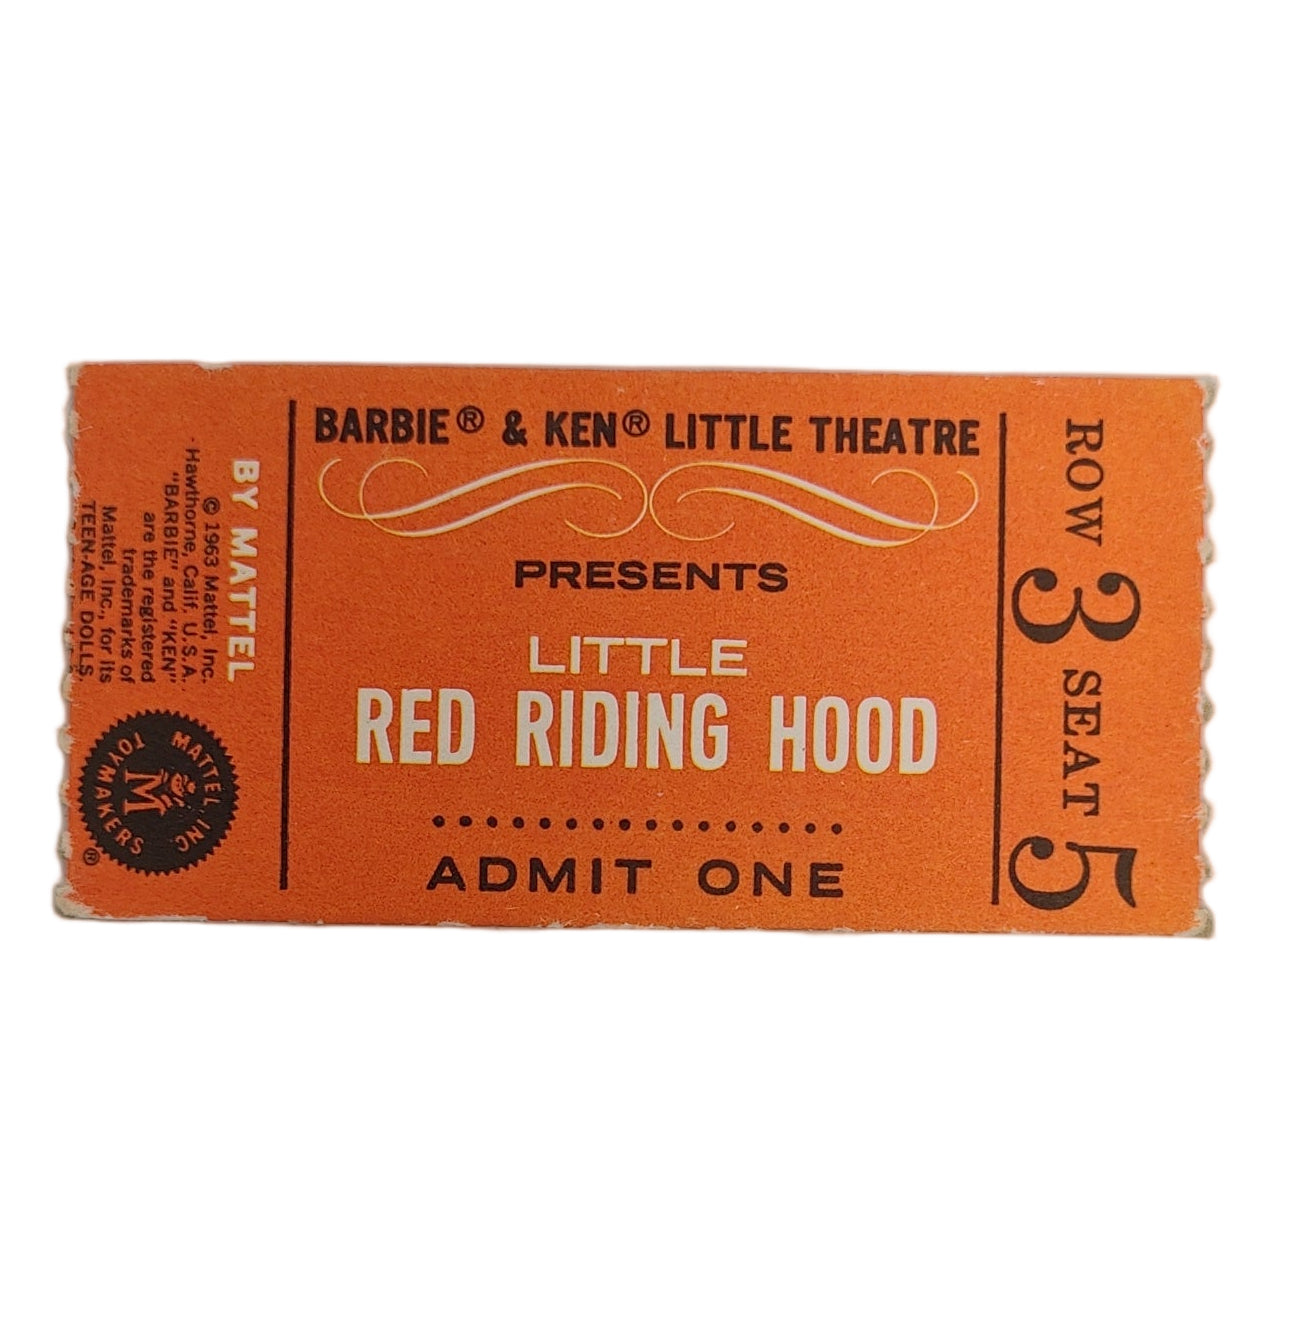 BARBIE® & KEN® LITTLE THEATRE
PRESENTS
LITTLE
RED RIDING HOOD
ADMIT ONE
ROW 3 SEAT 5
BY MATTEL
© 1963 Mattel, Inc.
Hawthorne, Calif. U.S.A.
"BARBIE" and "KEN"
are the registered
trademarks of
Mattel, Inc., for its
TEEN-AGE DOLLS
MATTEL, INC.
TOYMAKERS
M
®